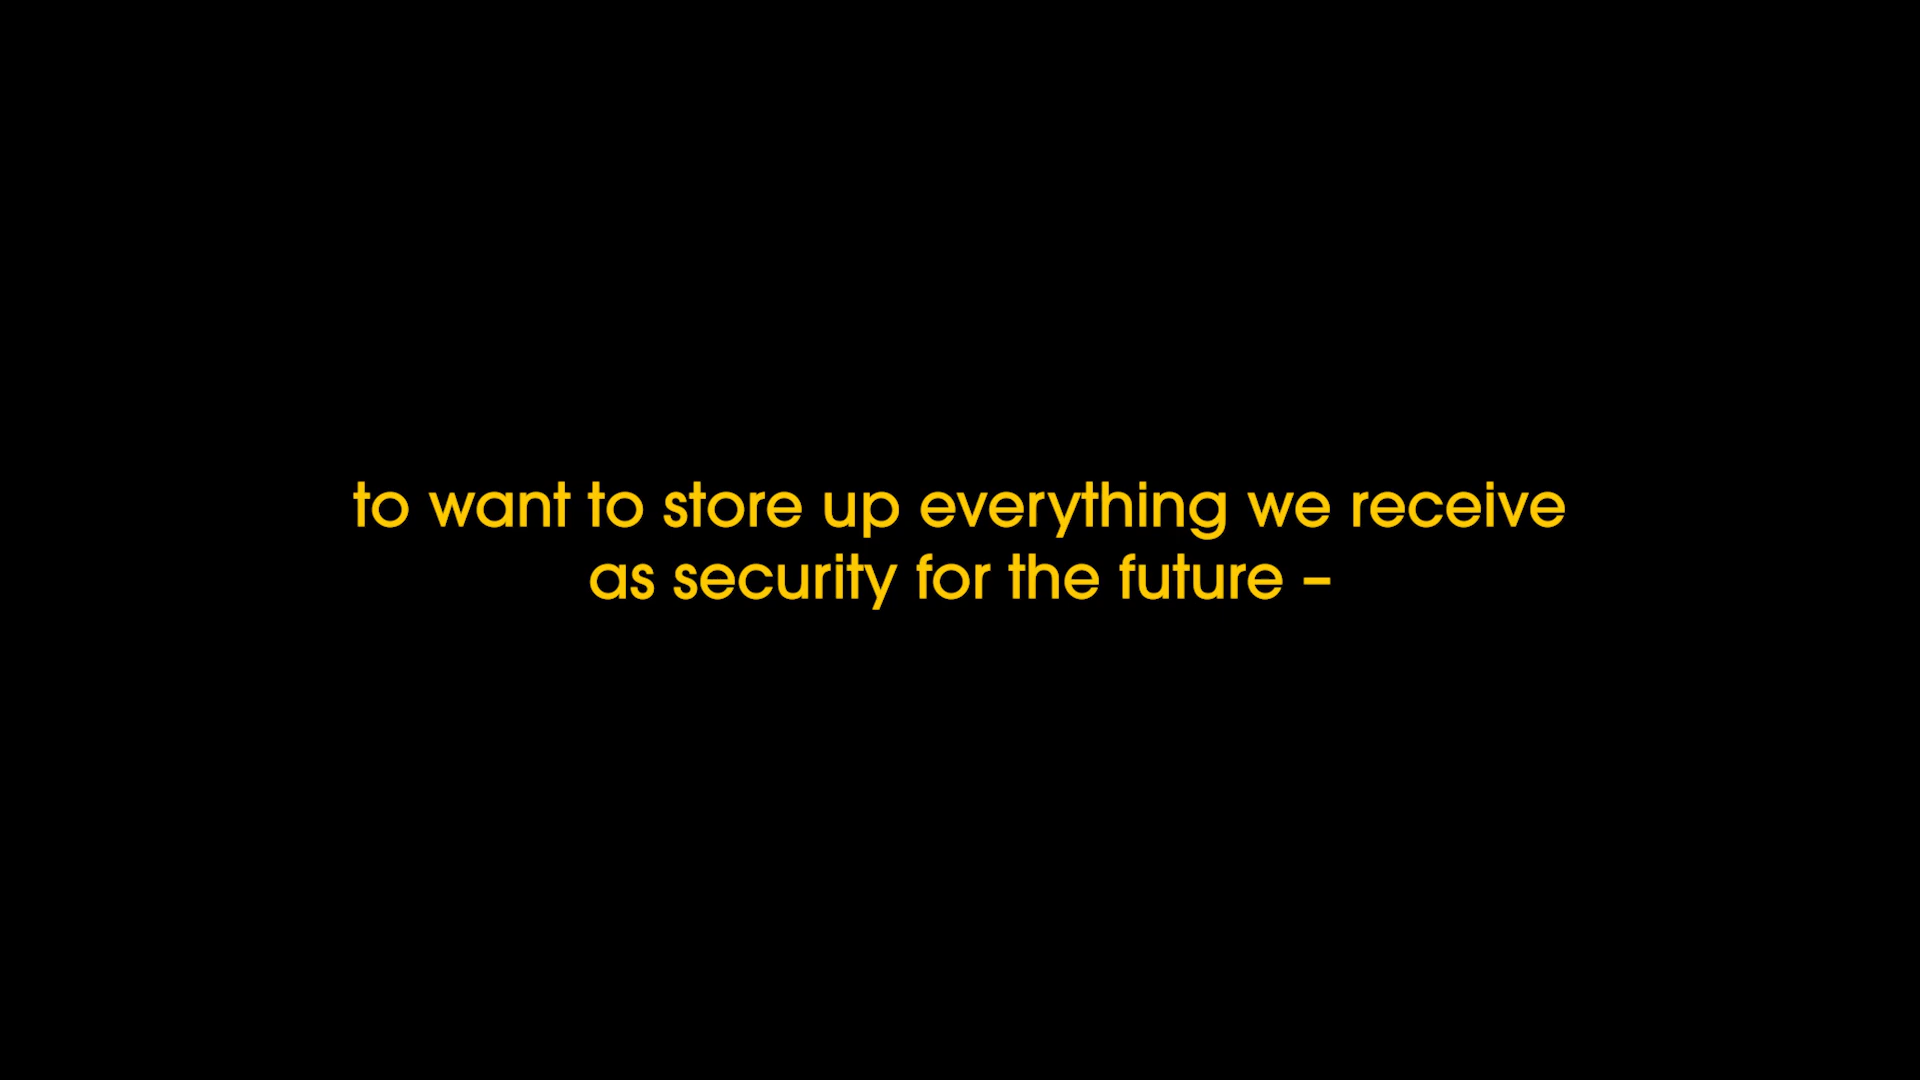 to want to store up everything we receive
as security for the future –